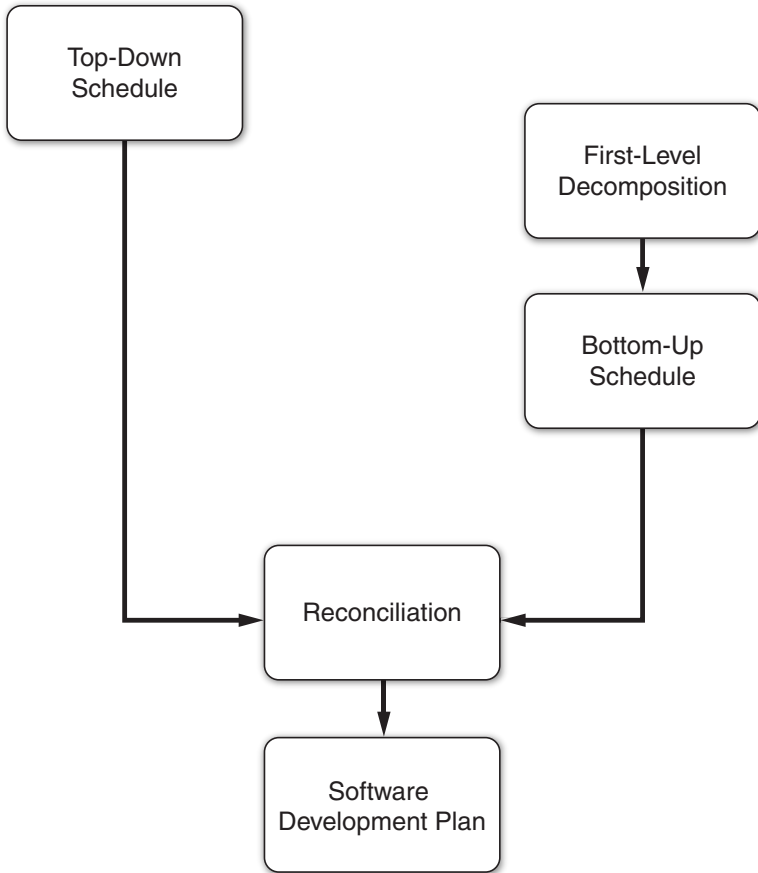 Top-Down
Schedule
First-Level
Decomposition
Bottom-Up
Schedule
Reconciliation
Software
Development Plan